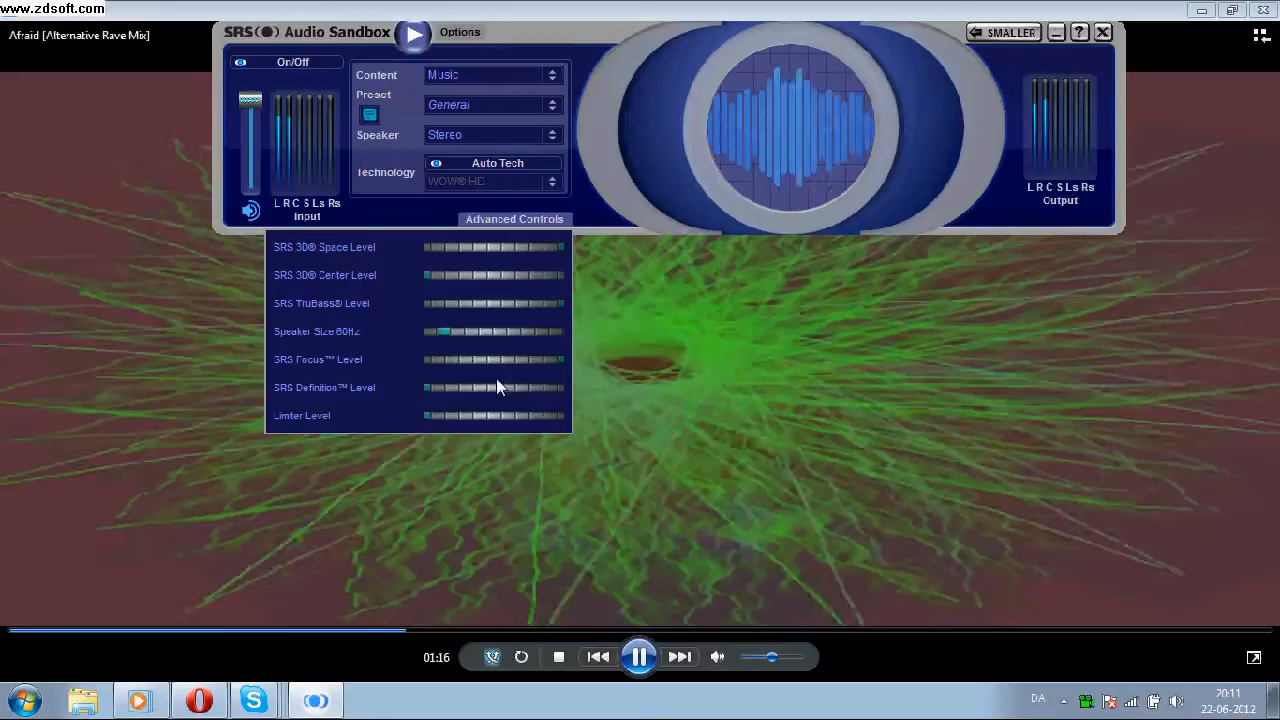 www.zdsoft.com
Afraid [Alternative Rave Mix]
SRS Audio Sandbox
Options
SMALLER
?
On/Off
Content
Music
Preset
General
Speaker
Stereo
Technology
Auto Tech
WOW® HD
L R C S Ls Rs
Input
L R C S Ls Rs
Output
Advanced Controls
SRS 3D® Space Level
SRS 3D® Center Level
SRS TruBass® Level
Speaker Size 60Hz
SRS Focus™ Level
SRS Definition™ Level
Limter Level
01:16
DA
20:11
22-06-2012